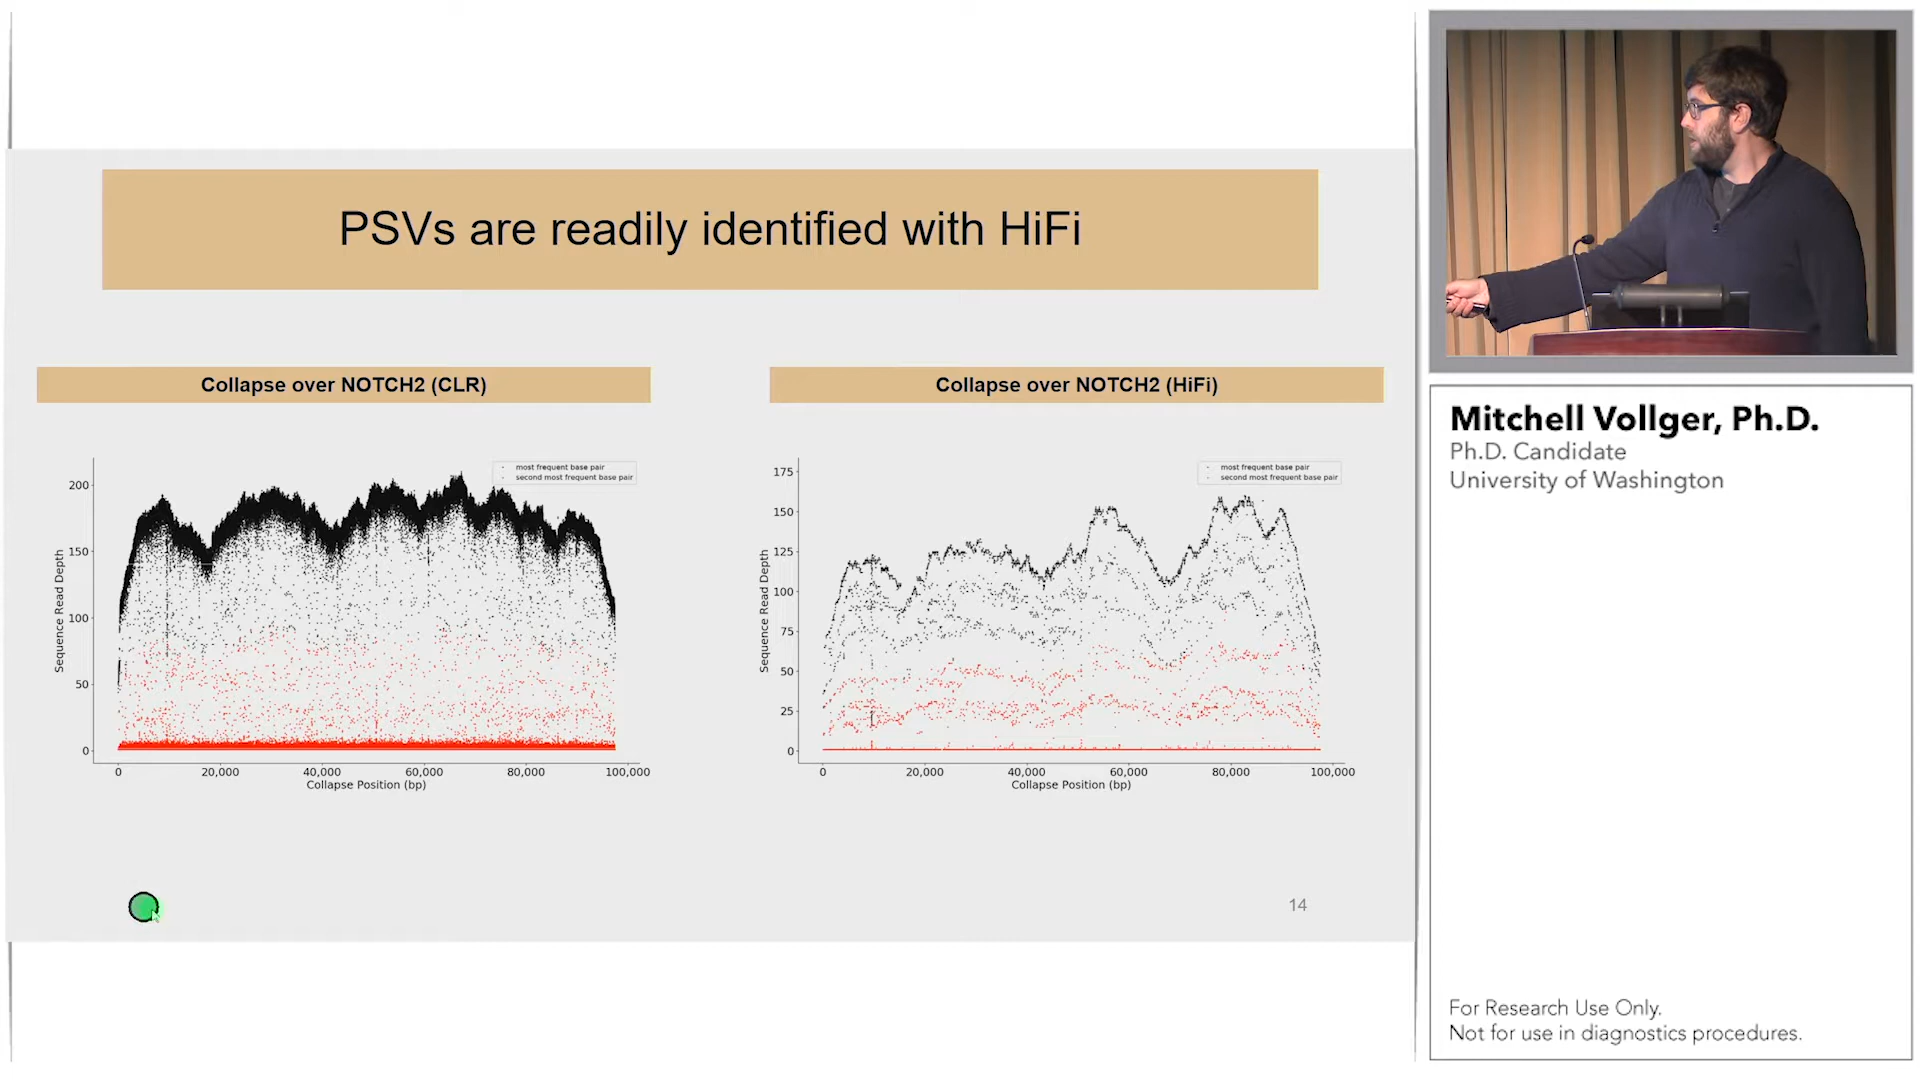 PSVs are readily identified with HiFi
Collapse over NOTCH2 (CLR)
most frequent base pair
second most frequent base pair
Sequence Read Depth
200
150
100
50
0
0 20,000 40,000 60,000 80,000 100,000
Collapse Position (bp)
Collapse over NOTCH2 (HiFi)
most frequent base pair
second most frequent base pair
Sequence Read Depth
175
150
125
100
75
50
25
0
0 20,000 40,000 60,000 80,000 100,000
Collapse Position (bp)
14
Mitchell Vollger, Ph.D.
Ph.D. Candidate
University of Washington
For Research Use Only.
Not for use in diagnostics procedures.